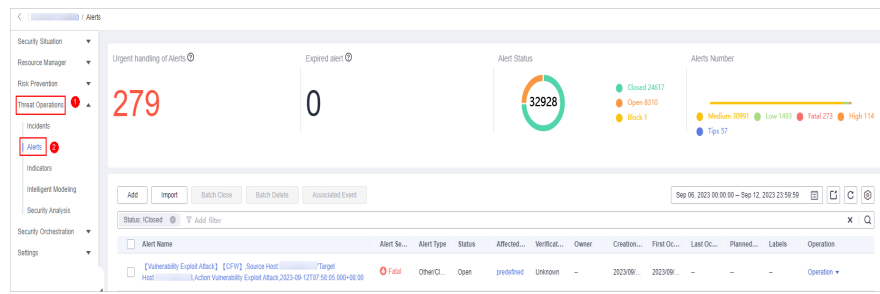 / Alerts
Security Situation
Resource Manager
Risk Prevention
Threat Operations 1
Incidents
Alerts 2
Indicators
Intelligent Modeling
Security Analysis
Security Orchestration
Settings
Urgent handling of Alerts
279
Expired alert
0
Alert Status
32928
Closed 24617
Open 8310
Block 1
Alerts Number
Medium 30991 Low 1493 Fatal 273 High 114
Tips 57
Add Import Batch Close Batch Delete Associated Event
Sep 06, 2023 00:00:00 – Sep 12, 2023 23:59:59
Status: !Closed Add filter
Alert Name Alert Se... Alert Type Status Affected... Verificat... Owner Creation... First Oc... Last Oc... Planned... Labels Operation
【Vulnerability Exploit Attack】【CFW】,Source Host: Target Fatal Other/Cl... Open predefined Unknown -- 2023/09/... 2023/09/... -- -- -- Operation
Host: ,Action:Vulnerability Exploit Attack,2023-09-12T07:58:05.000+08:00